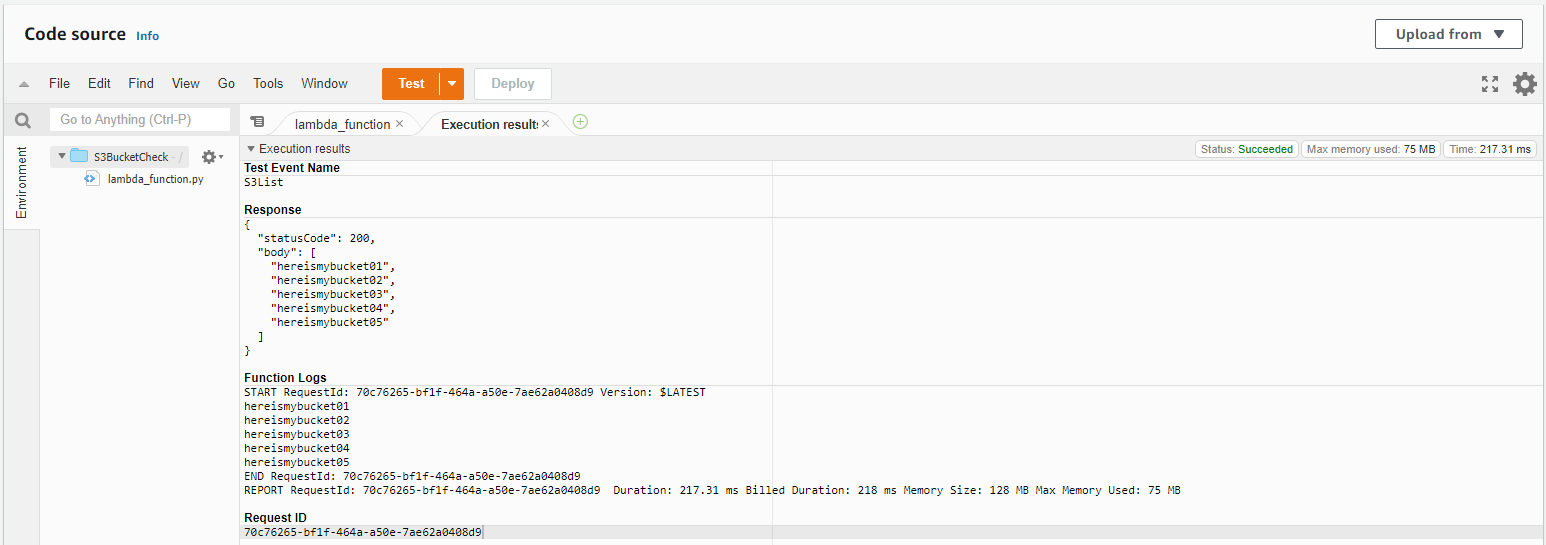 Code source Info
Upload from
File Edit Find View Go Tools Window Test Deploy
Go to Anything (Ctrl-P)
lambda_function
Execution results
Environment
S3BucketCheck - /
lambda_function.py
Execution results
Status: Succeeded Max memory used: 75 MB Time: 217.31 ms
Test Event Name
S3List
Response
{
"statusCode": 200,
"body": [
"hereismybucket01",
"hereismybucket02",
"hereismybucket03",
"hereismybucket04",
"hereismybucket05"
]
}
Function Logs
START RequestId: 70c76265-bf1f-464a-a50e-7ae62a0408d9 Version: $LATEST
hereismybucket01
hereismybucket02
hereismybucket03
hereismybucket04
hereismybucket05
END RequestId: 70c76265-bf1f-464a-a50e-7ae62a0408d9
REPORT RequestId: 70c76265-bf1f-464a-a50e-7ae62a0408d9 Duration: 217.31 ms Billed Duration: 218 ms Memory Size: 128 MB Max Memory Used: 75 MB
Request ID
70c76265-bf1f-464a-a50e-7ae62a0408d9